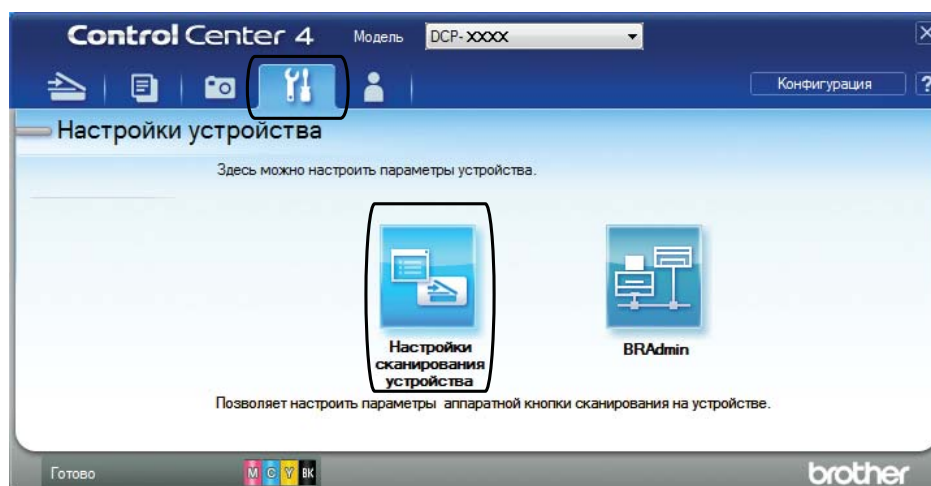 Control Center 4 Модель DCP-XXXX
Конфигурация ?
Настройки устройства
Здесь можно настроить параметры устройства.
Настройки
сканирования
устройства
BRAdmin
Позволяет настроить параметры аппаратной кнопки сканирования на устройстве.
Готово M C Y BK brother